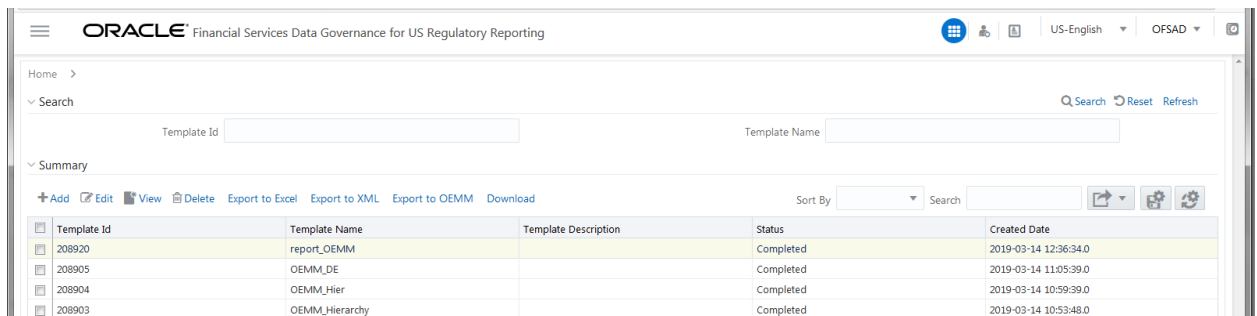 ORACLE Financial Services Data Governance for US Regulatory Reporting US-English OFSAD
Home >
Search Search Reset Refresh
Template Id Template Name
Summary
Add Edit View Delete Export to Excel Export to XML Export to OEMM Download Sort By Search
Template Id Template Name Template Description Status Created Date
208920 report_OEMM Completed 2019-03-14 12:36:34.0
208905 OEMM_DE Completed 2019-03-14 11:05:39.0
208904 OEMM_Hier Completed 2019-03-14 10:59:39.0
208903 OEMM_Hierarchy Completed 2019-03-14 10:53:48.0